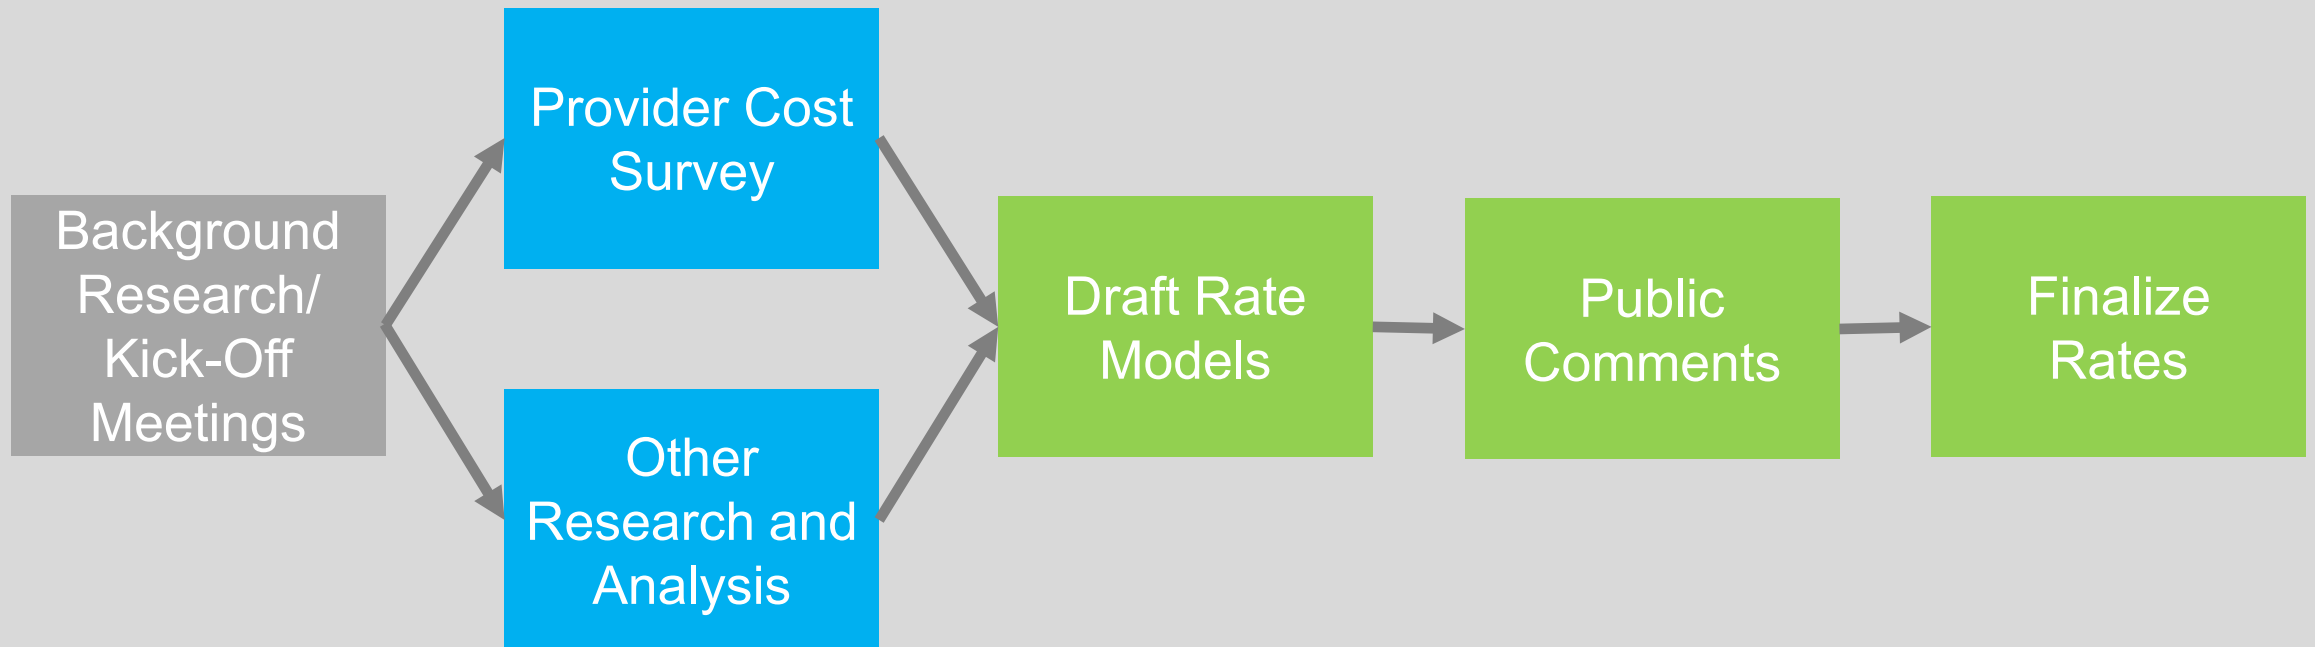 Background
Research/
Kick-Off
Meetings
Provider Cost
Survey
Other
Research and
Analysis
Draft Rate
Models
Public
Comments
Finalize
Rates